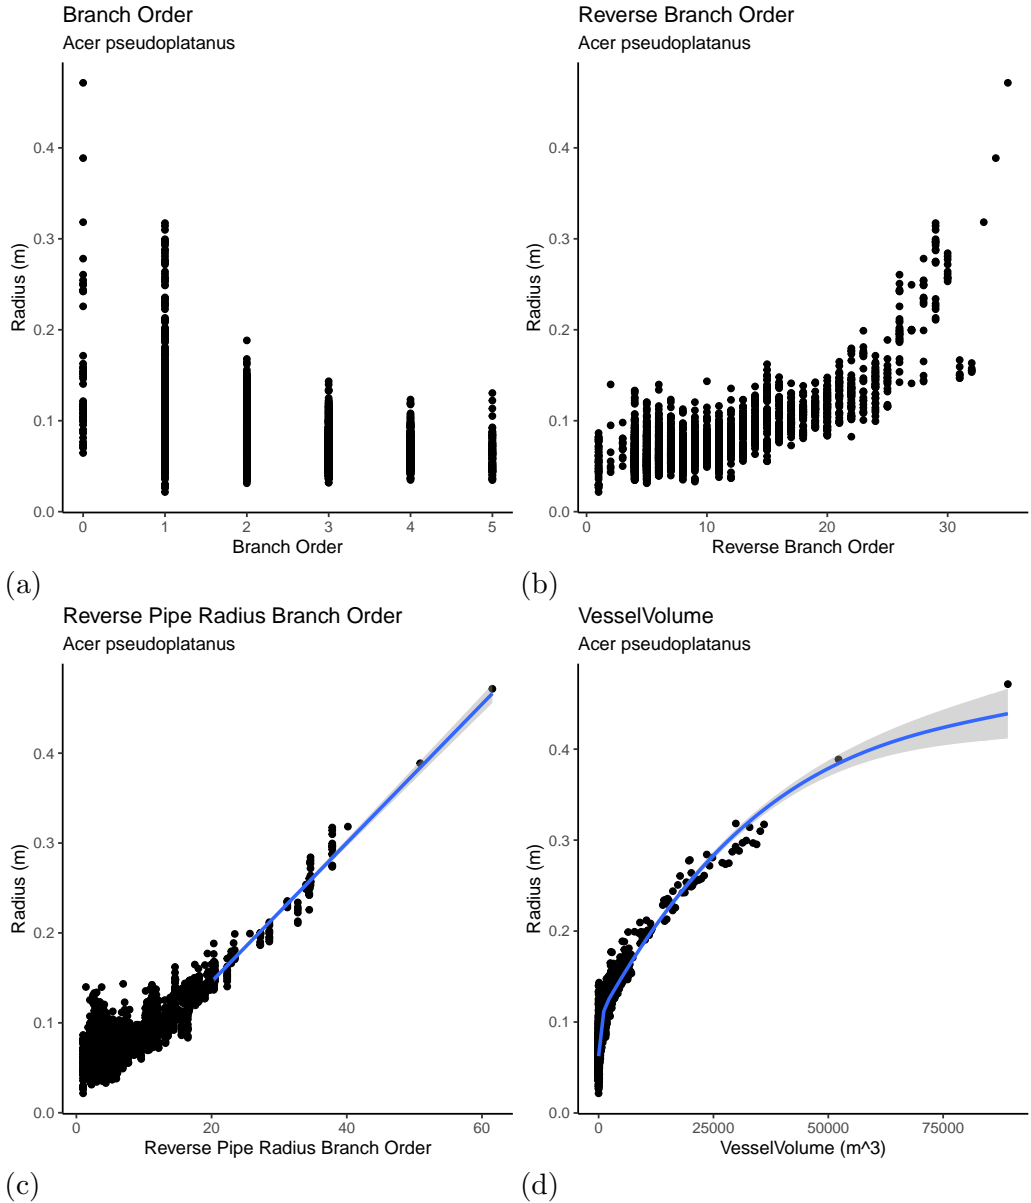 Branch Order
Acer pseudoplatanus
Radius (m)
0.4
0.3
0.2
0.1
0.0
0 1 2 3 4 5
Branch Order
(a)
Reverse Branch Order
Acer pseudoplatanus
Radius (m)
0.4
0.3
0.2
0.1
0.0
0 10 20 30
Reverse Branch Order
(b)
Reverse Pipe Radius Branch Order
Acer pseudoplatanus
Radius (m)
0.4
0.3
0.2
0.1
0.0
0 20 40 60
Reverse Pipe Radius Branch Order
(c)
VesselVolume
Acer pseudoplatanus
Radius (m)
0.4
0.3
0.2
0.1
0.0
0 25000 50000 75000
VesselVolume (m^3)
(d)